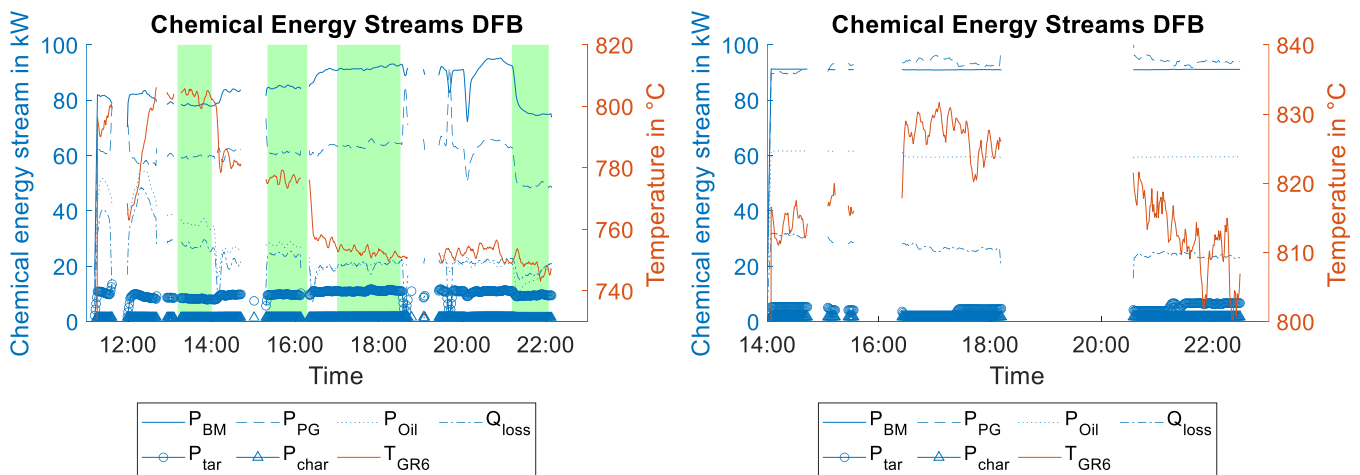 Chemical Energy Streams DFB
Chemical energy stream in kW
100
80
60
40
20
0
820
800
780
760
740
Temperature in °C
12:00 14:00 16:00 18:00 20:00 22:00
Time
P_BM P_PG P_Oil Q_loss
P_tar P_char T_GR6
Chemical Energy Streams DFB
Chemical energy stream in kW
100
80
60
40
20
0
840
830
820
810
800
Temperature in °C
14:00 16:00 18:00 20:00 22:00
Time
P_BM P_PG P_Oil Q_loss
P_tar P_char T_GR6